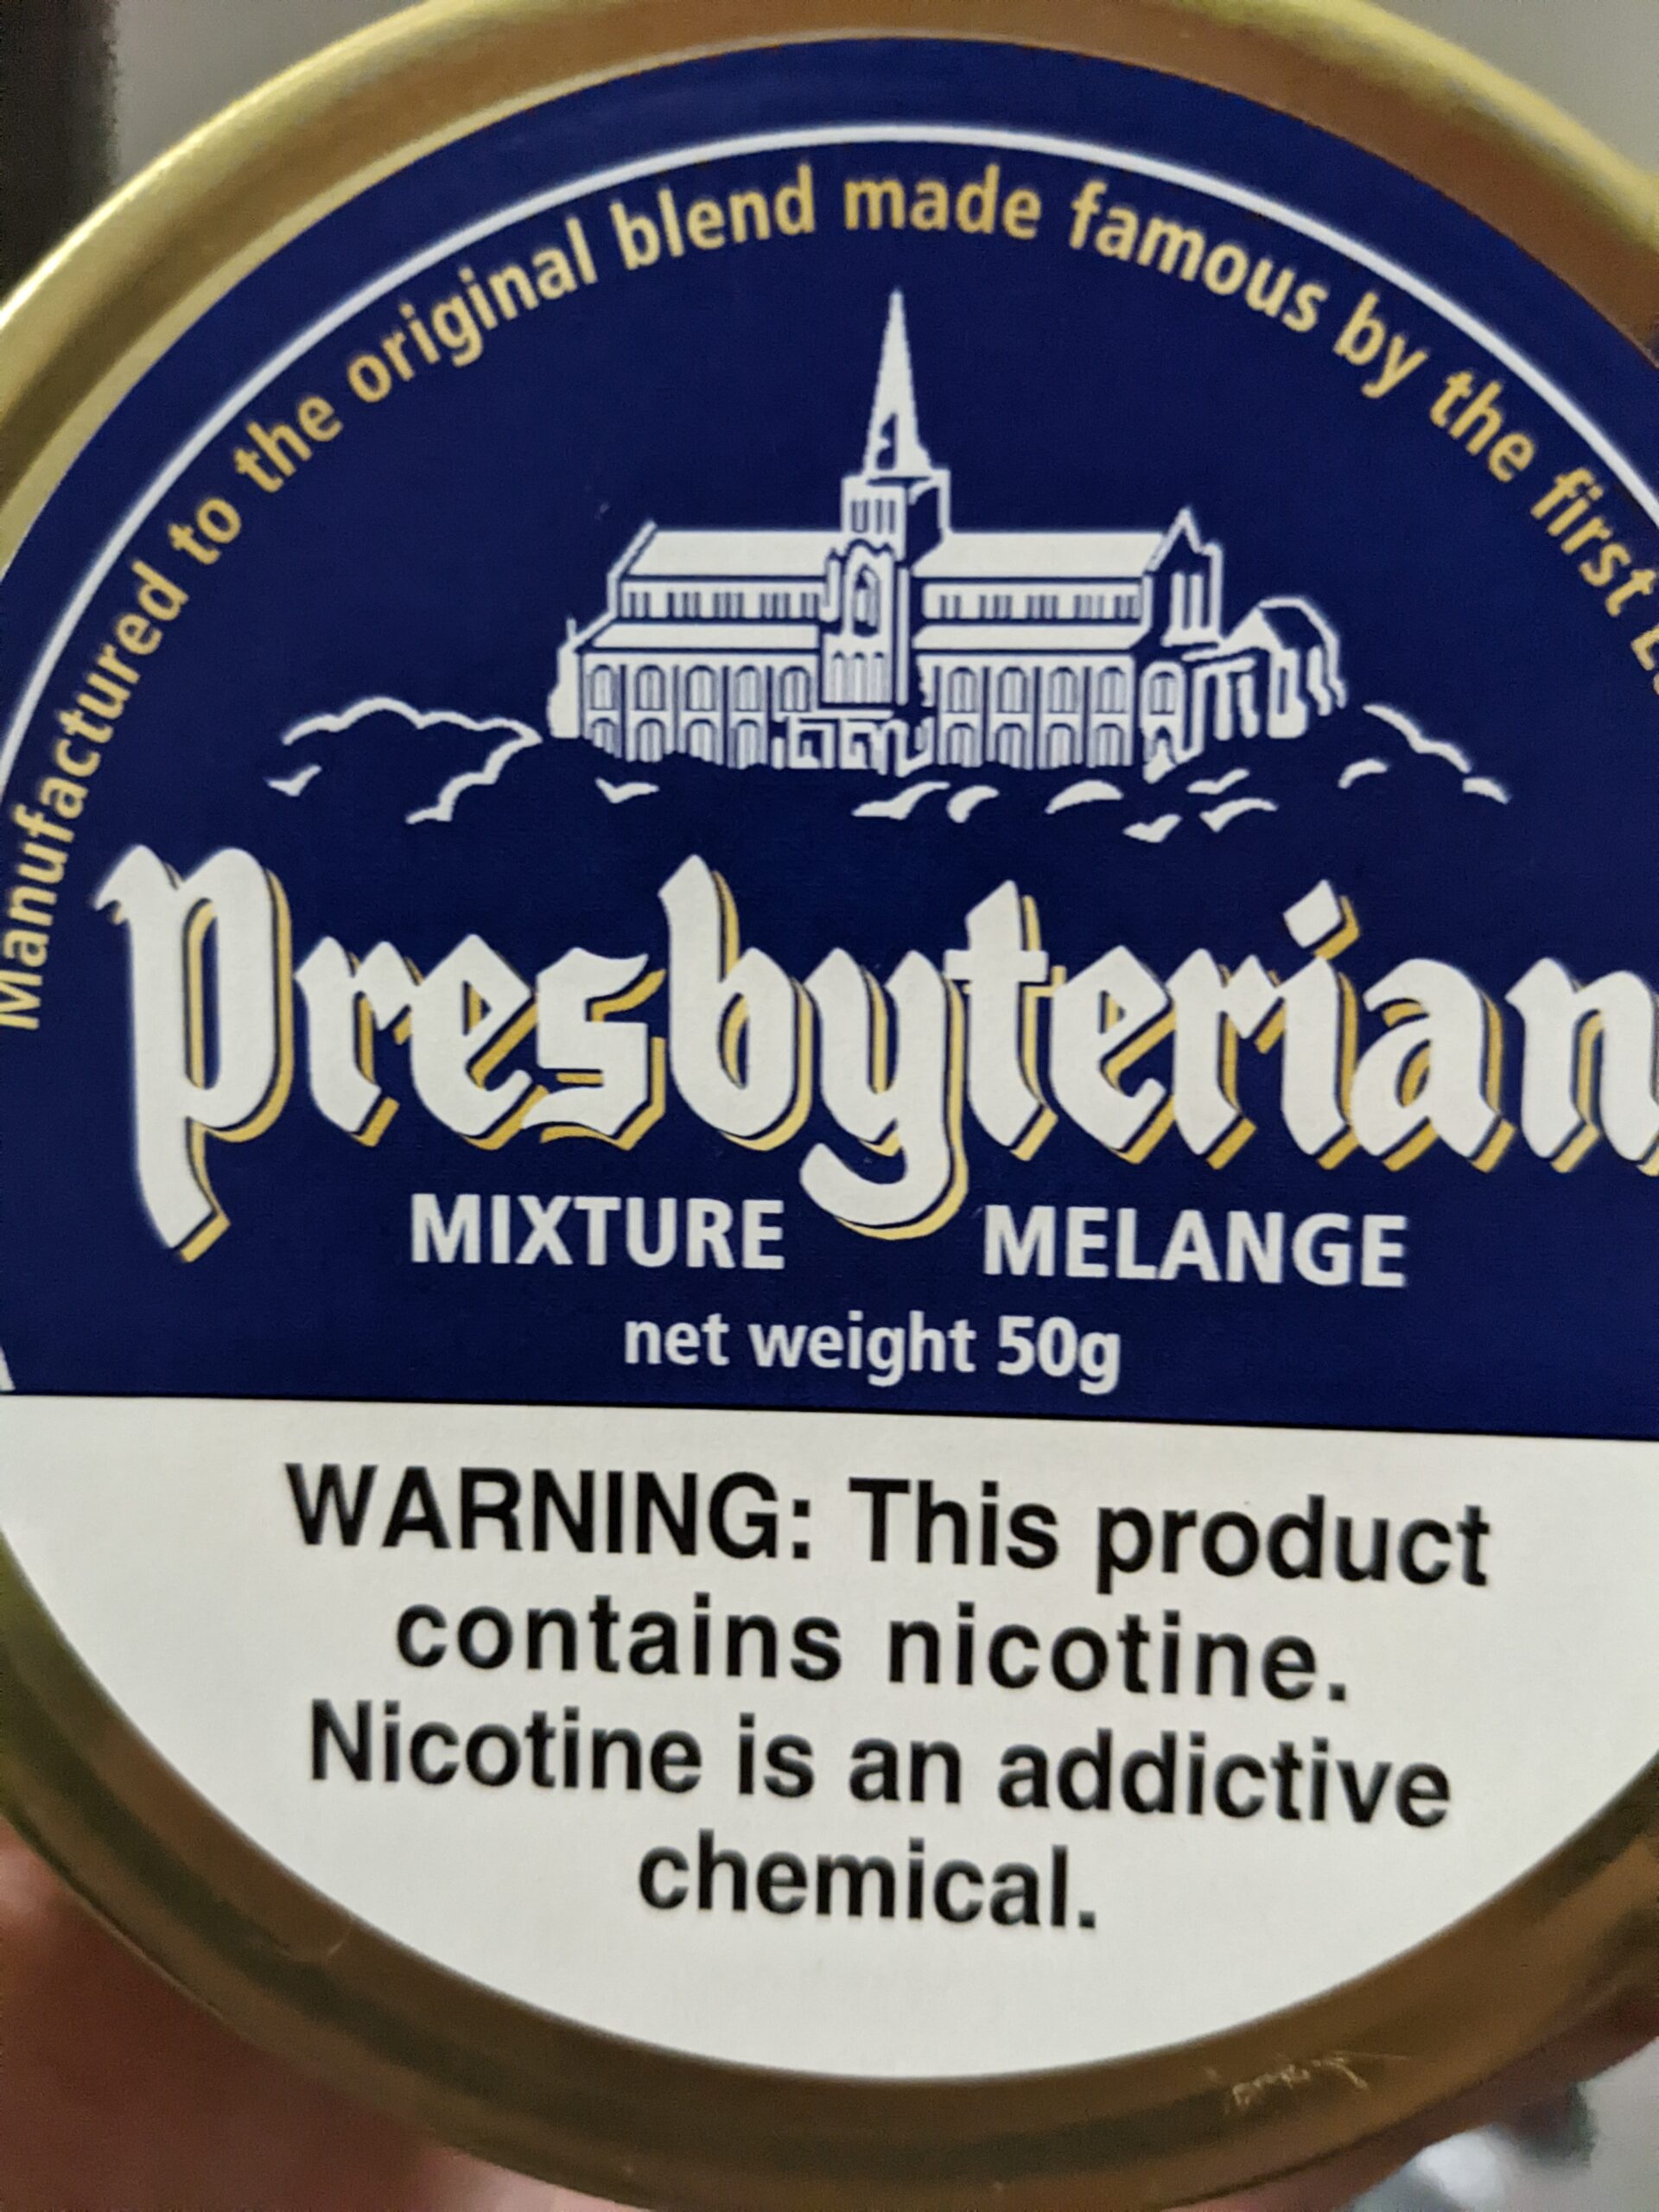 Manufactured to the original blend made famous by the first
Presbyterian
MIXTURE MELANGE
net weight 50g
WARNING: This product
contains nicotine.
Nicotine is an addictive
chemical.